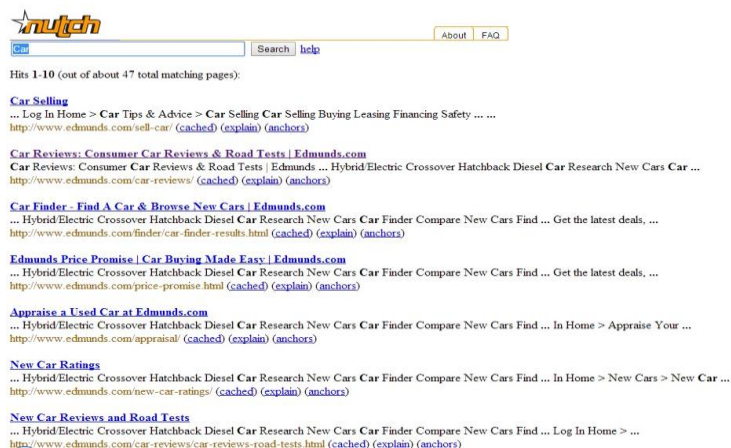 nutch
About FAQ
Car Search help
Hits 1-10 (out of about 47 total matching pages):
Car Selling
... Log In Home > Car Tips & Advice > Car Selling Car Selling Buying Leasing Financing Safety ... ...
http://www.edmunds.com/sell-car/ (cached) (explain) (anchors)
Car Reviews: Consumer Car Reviews & Road Tests | Edmunds.com
Car Reviews: Consumer Car Reviews & Road Tests | Edmunds ... Hybrid/Electric Crossover Hatchback Diesel Car Research New Cars Car ...
http://www.edmunds.com/car-reviews/ (cached) (explain) (anchors)
Car Finder - Find A Car & Browse New Cars | Edmunds.com
... Hybrid/Electric Crossover Hatchback Diesel Car Research New Cars Car Finder Compare New Cars Find ... Get the latest deals, ...
http://www.edmunds.com/finder/car-finder-results.html (cached) (explain) (anchors)
Edmunds Price Promise | Car Buying Made Easy | Edmunds.com
... Hybrid/Electric Crossover Hatchback Diesel Car Research New Cars Car Finder Compare New Cars Find ... Get the latest deals, ...
http://www.edmunds.com/price-promise.html (cached) (explain) (anchors)
Appraise a Used Car at Edmunds.com
... Hybrid/Electric Crossover Hatchback Diesel Car Research New Cars Car Finder Compare New Cars Find ... In Home > Appraise Your ...
http://www.edmunds.com/appraisal/ (cached) (explain) (anchors)
New Car Ratings
... Hybrid/Electric Crossover Hatchback Diesel Car Research New Cars Car Finder Compare New Cars Find ... In Home > New Cars > New Car ...
http://www.edmunds.com/new-car-ratings/ (cached) (explain) (anchors)
New Car Reviews and Road Tests
... Hybrid/Electric Crossover Hatchback Diesel Car Research New Cars Car Finder Compare New Cars Find ... Log In Home > ...
http://www.edmunds.com/car-reviews/car-reviews-road-tests.html (cached) (explain) (anchors)